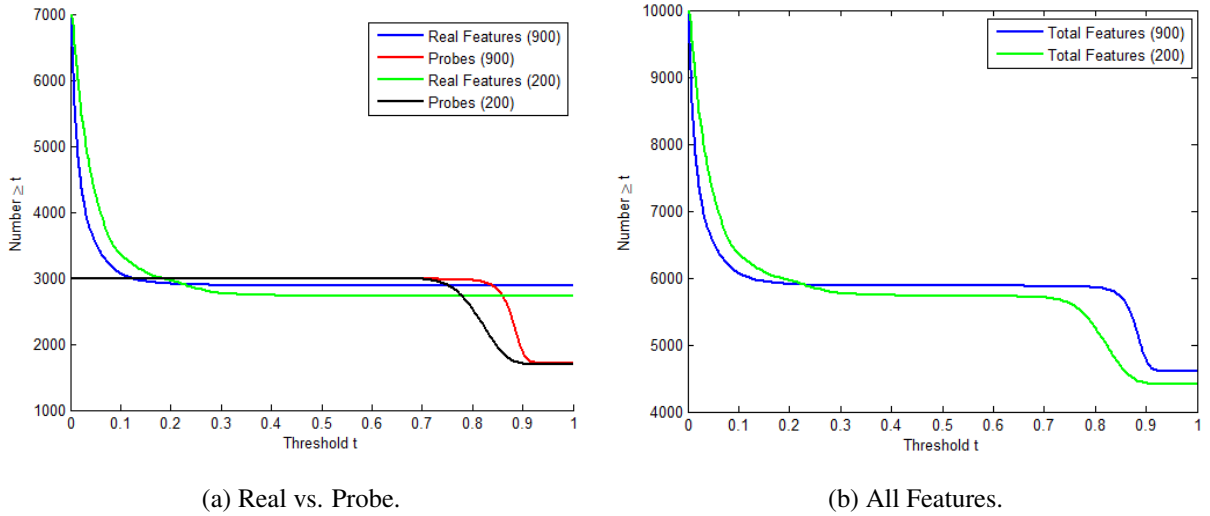 7000
6000
5000
4000
3000
2000
1000
Number ≥ t
0 0.1 0.2 0.3 0.4 0.5 0.6 0.7 0.8 0.9 1
Threshold t
Real Features (900)
Probes (900)
Real Features (200)
Probes (200)
(a) Real vs. Probe.
10000
9000
8000
7000
6000
5000
4000
Number ≥ t
0 0.1 0.2 0.3 0.4 0.5 0.6 0.7 0.8 0.9 1
Threshold t
Total Features (900)
Total Features (200)
(b) All Features.